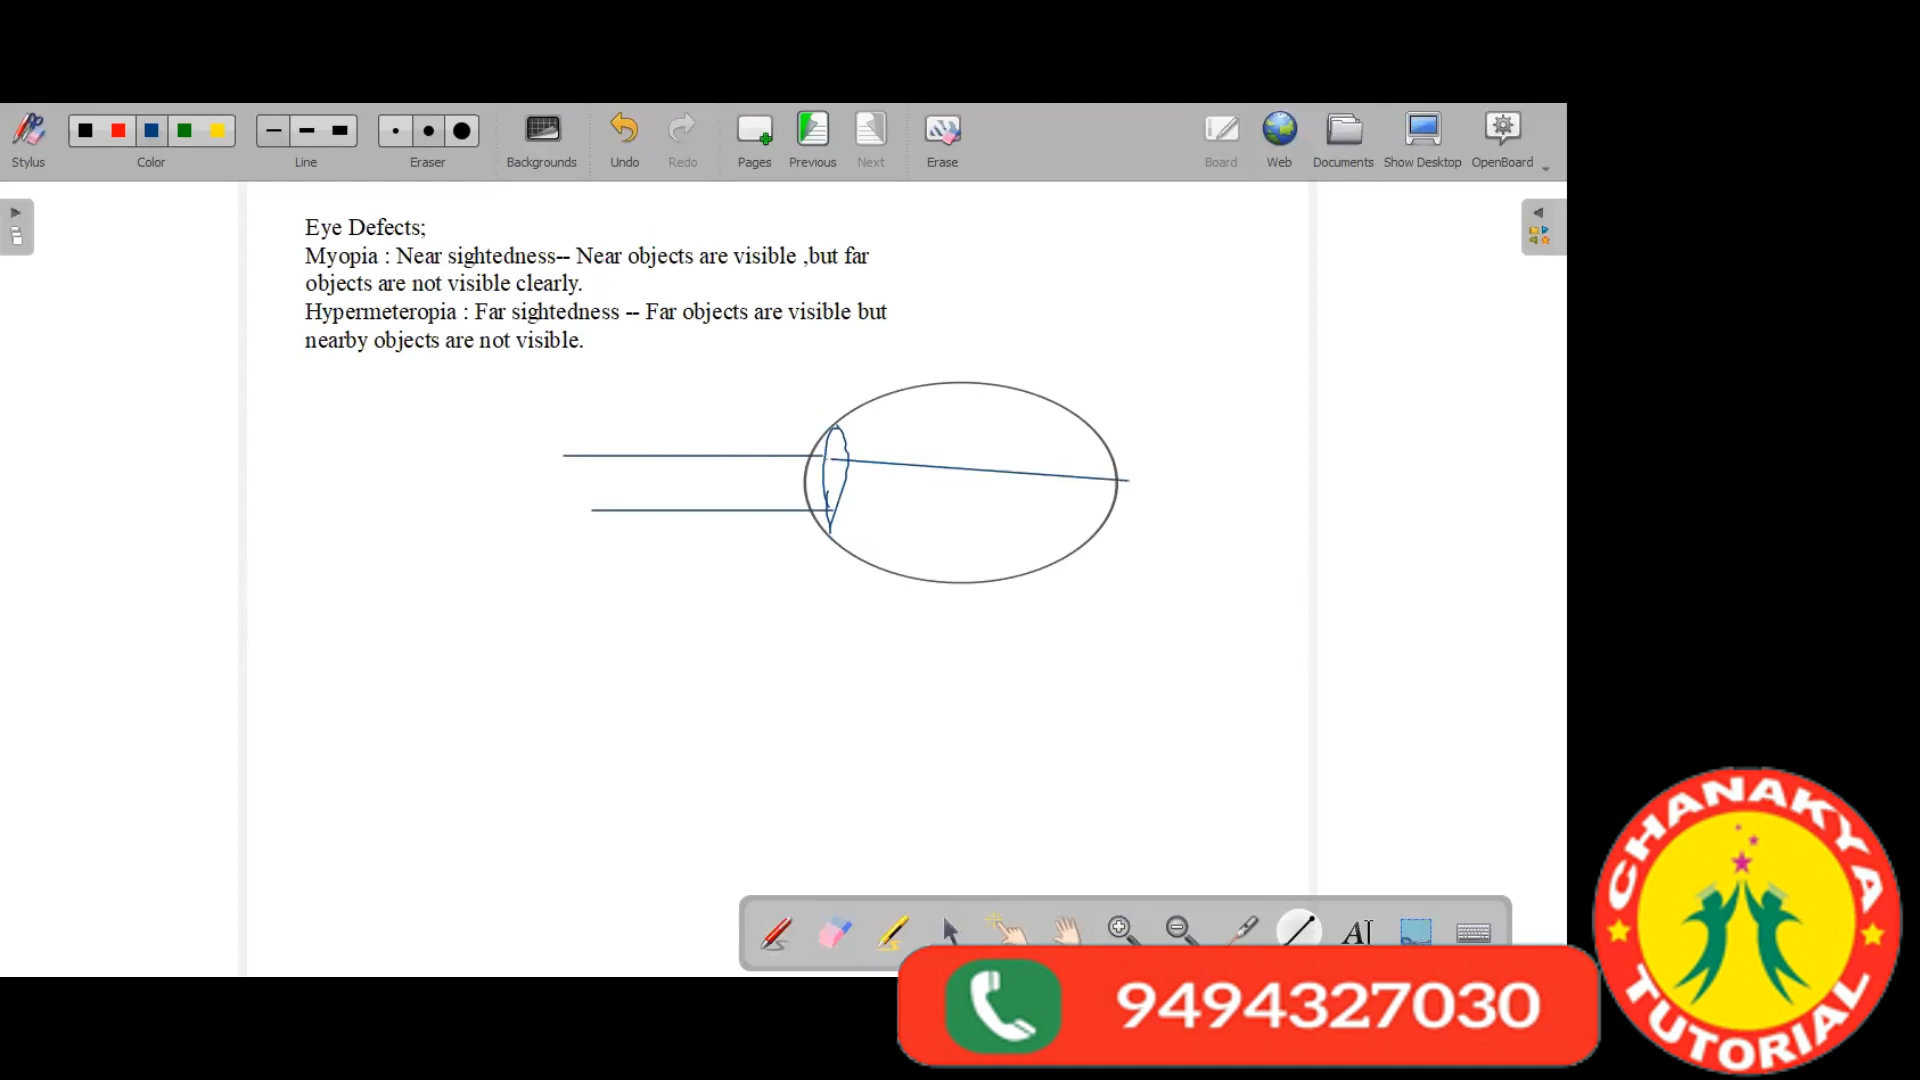 Stylus
Color
Line
Eraser
Backgrounds
Undo
Redo
Pages
Previous
Next
Erase
Board
Web
Documents
Show Desktop
OpenBoard
Eye Defects;
Myopia : Near sightedness-- Near objects are visible ,but far
objects are not visible clearly.
Hypermeteropia : Far sightedness -- Far objects are visible but
nearby objects are not visible.
AI
9494327030
CHANAKYA
TUTORIAL